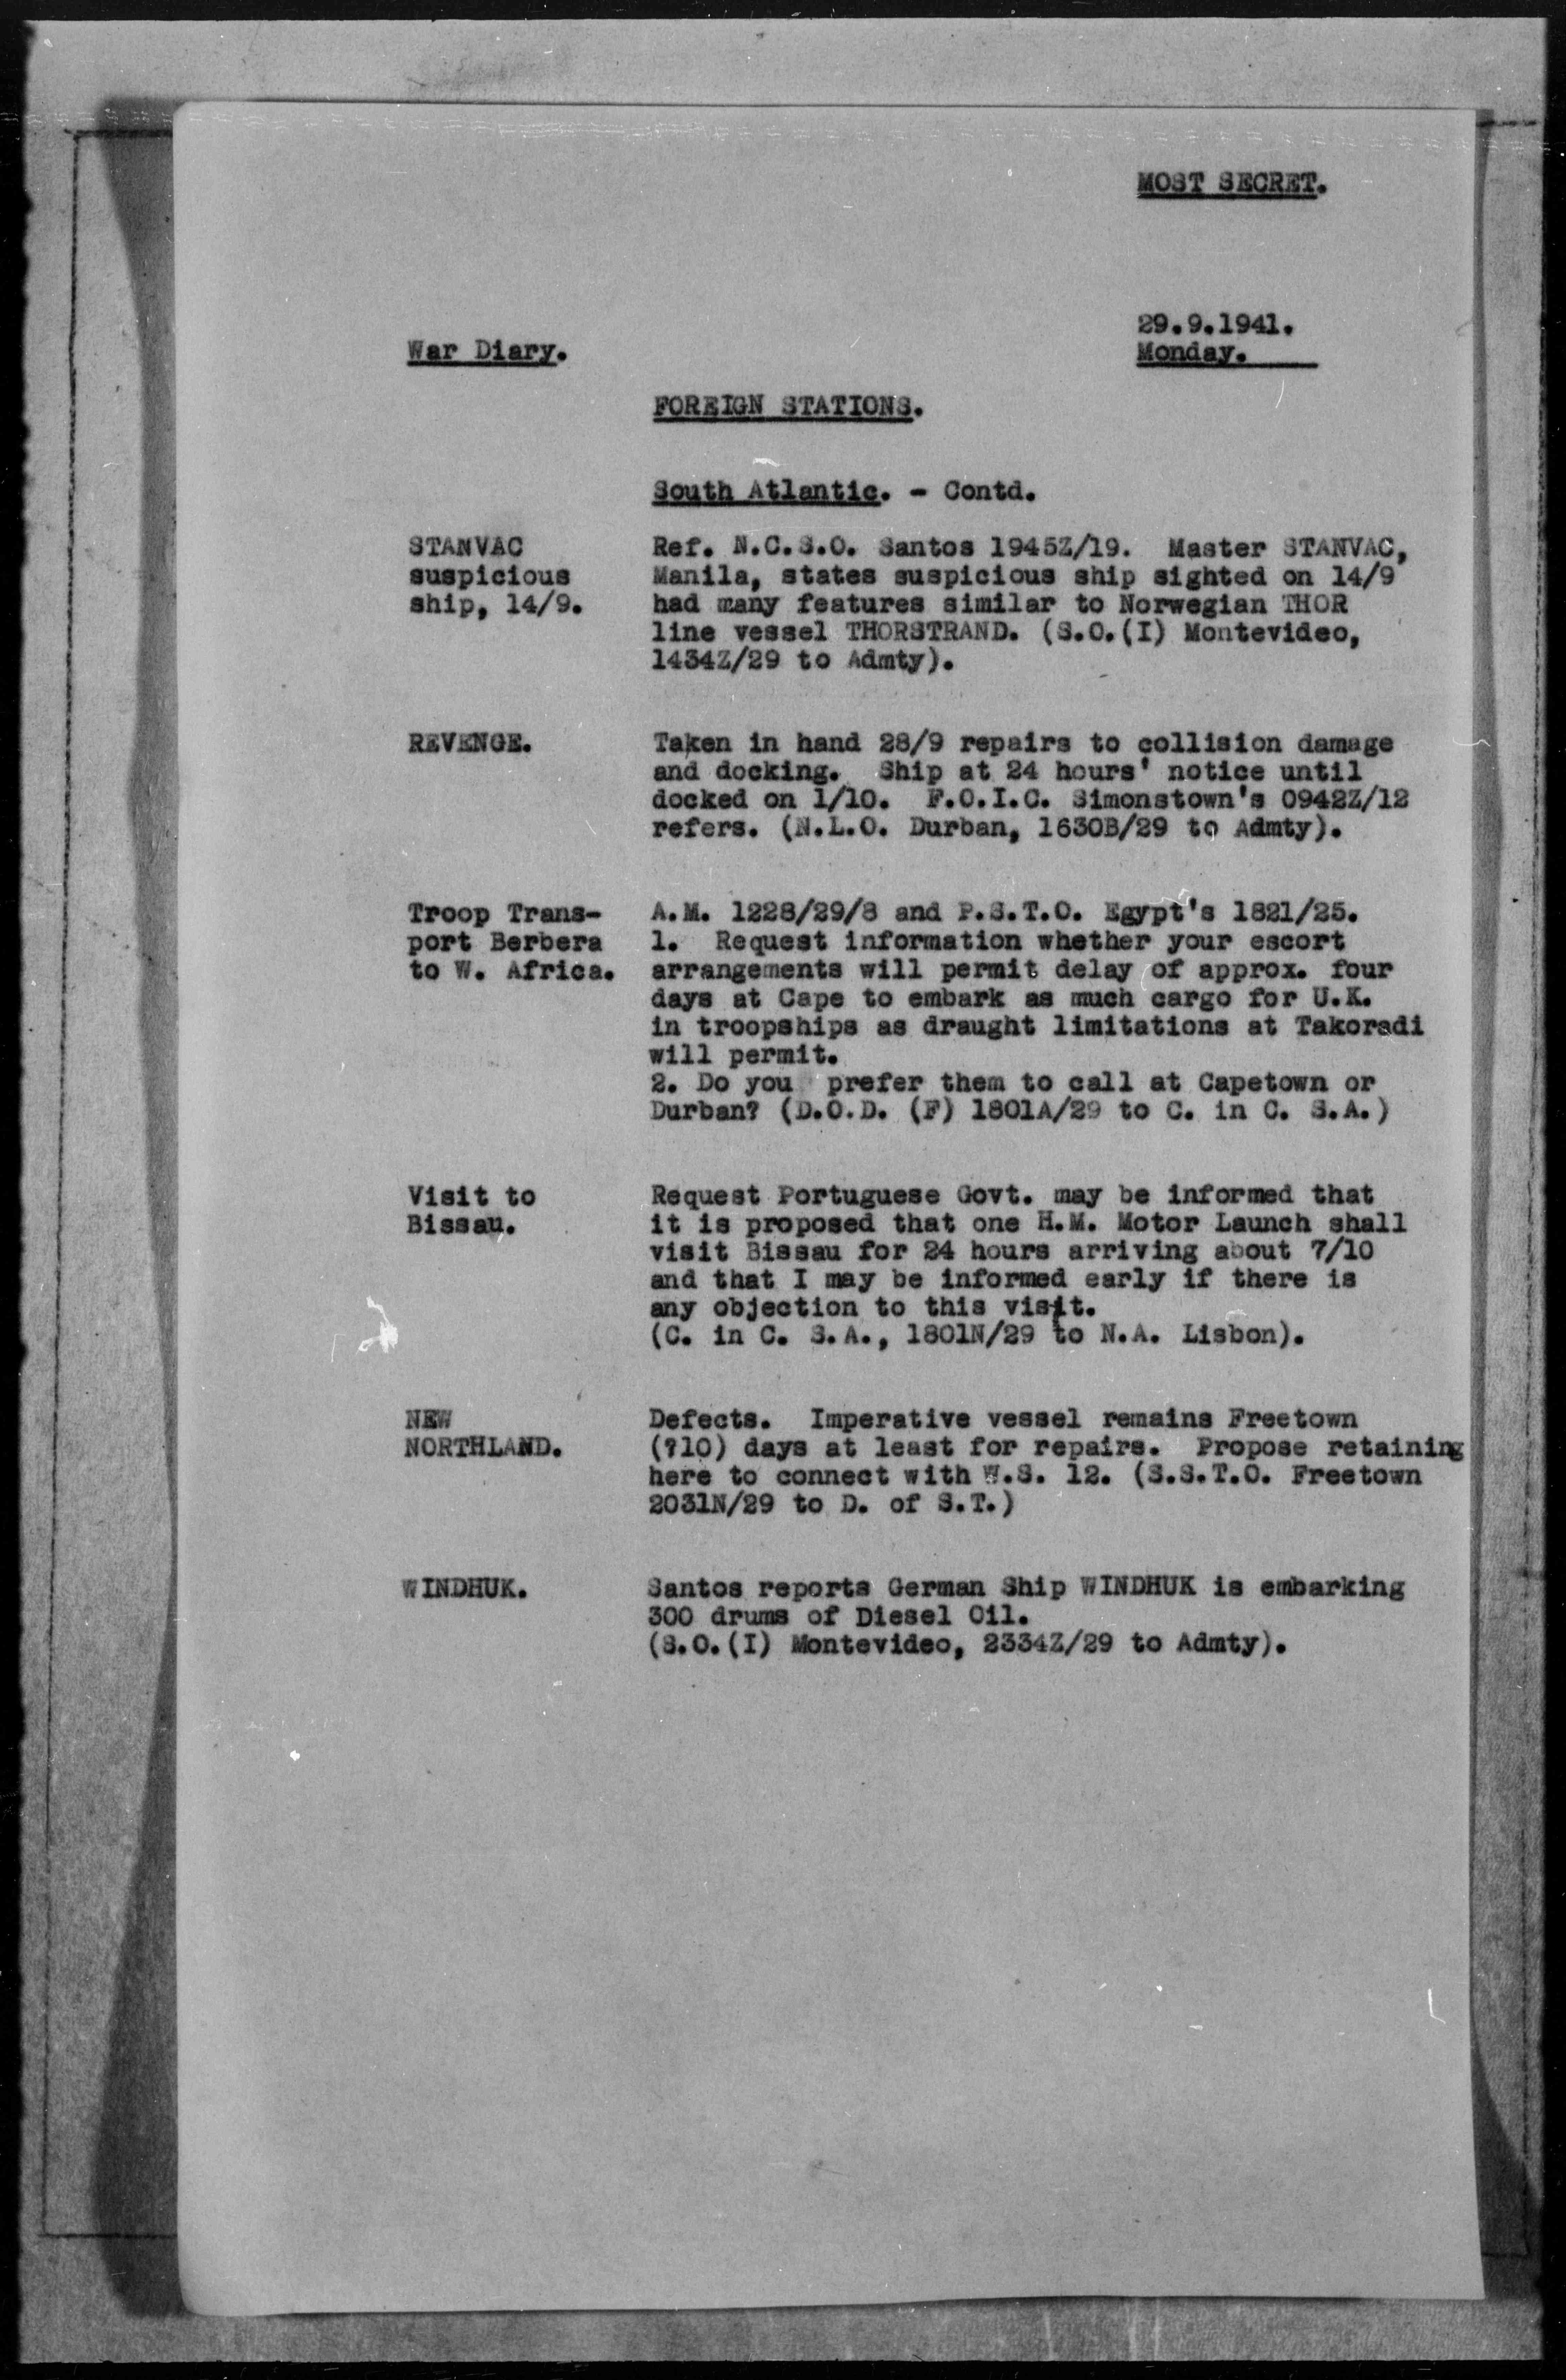 MOST SECRET.
29.9.1941.
War Diary.
Monday.
FOREIGN STATIONS.
South Atlantic. - Contd.
STANVAC
suspicious
ship, 14/9.
Ref. N.C.S.O. Santos 1945Z/19. Master STANVAC,
Manila, states suspicious ship sighted on 14/9
had many features similar to Norwegian THOR
line vessel THORSTRAND. (S.O.(I) Montevideo,
1434Z/29 to Admty).
REVENGE.
Taken in hand 28/9 repairs to collision damage
and docking. Ship at 24 hours' notice until
docked on 1/10. F.O.I.C. Simonstown's 0942Z/12
refers. (N.L.O. Durban, 1630B/29 to Admty).
Troop Trans-
port Berbera
to W. Africa.
A.M. 1228/29/8 and P.S.T.O. Egypt's 1821/25.
1. Request information whether your escort
arrangements will permit delay of approx. four
days at Cape to embark as much cargo for U.K.
in troopships as draught limitations at Takoradi
will permit.
2. Do you prefer them to call at Capetown or
Durban? (D.O.D. (F) 1801A/29 to C. in C. S.A.)
Visit to
Bissau.
Request Portuguese Govt. may be informed that
it is proposed that one H.M. Motor Launch shall
visit Bissau for 24 hours arriving about 7/10
and that I may be informed early if there is
any objection to this visit.
(C. in C. S.A., 1801N/29 to N.A. Lisbon).
NEW
NORTHLAND.
Defects. Imperative vessel remains Freetown
(?10) days at least for repairs. Propose retaining
here to connect with W.S. 12. (S.S.T.O. Freetown
2031N/29 to D. of S.T.)
WINDHUK.
Santos reports German Ship WINDHUK is embarking
300 drums of Diesel Oil.
(S.O.(I) Montevideo, 2334Z/29 to Admty).